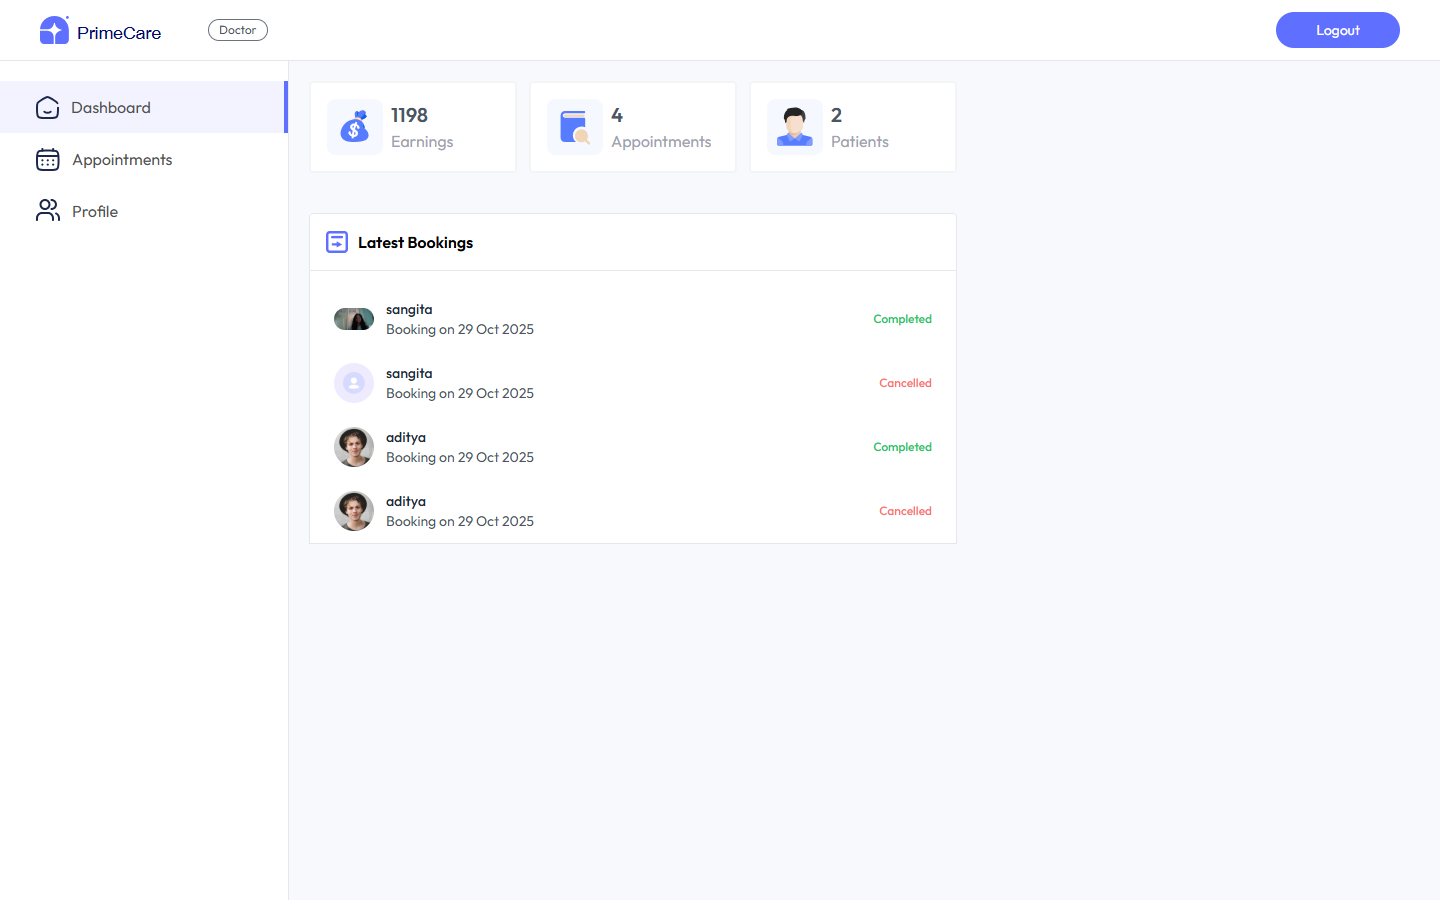 PrimeCare
Doctor
Logout
Dashboard
Appointments
Profile
1198
Earnings
4
Appointments
2
Patients
Latest Bookings
sangita
Booking on 29 Oct 2025
Completed
sangita
Booking on 29 Oct 2025
Cancelled
aditya
Booking on 29 Oct 2025
Completed
aditya
Booking on 29 Oct 2025
Cancelled